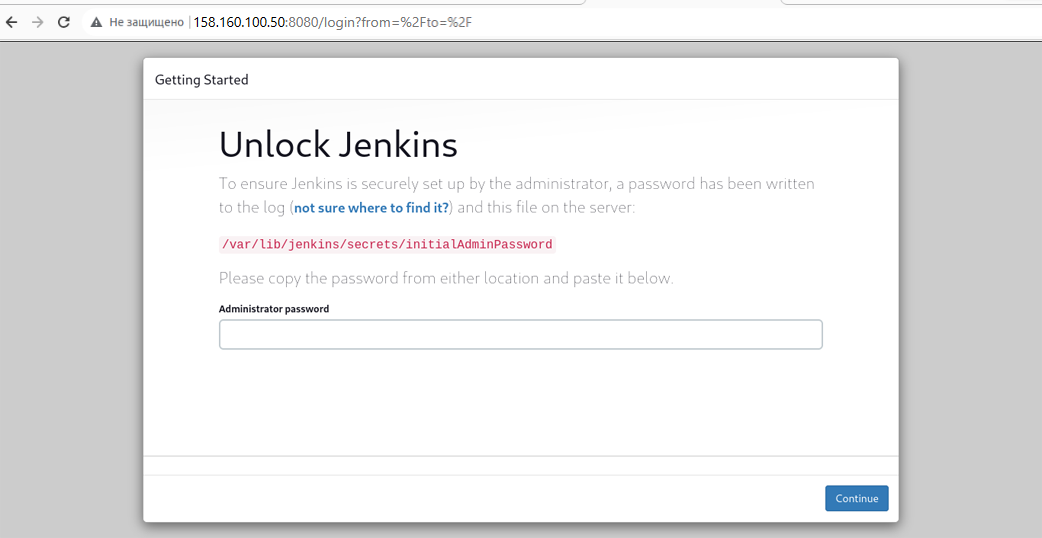 Не защищено 158.160.100.50:8080/login?from=%2Fto=%2F
Getting Started
Unlock Jenkins
To ensure Jenkins is securely set up by the administrator, a password has been written
to the log (not sure where to find it?) and this file on the server:
/var/lib/jenkins/secrets/initialAdminPassword
Please copy the password from either location and paste it below.
Administrator password
Continue